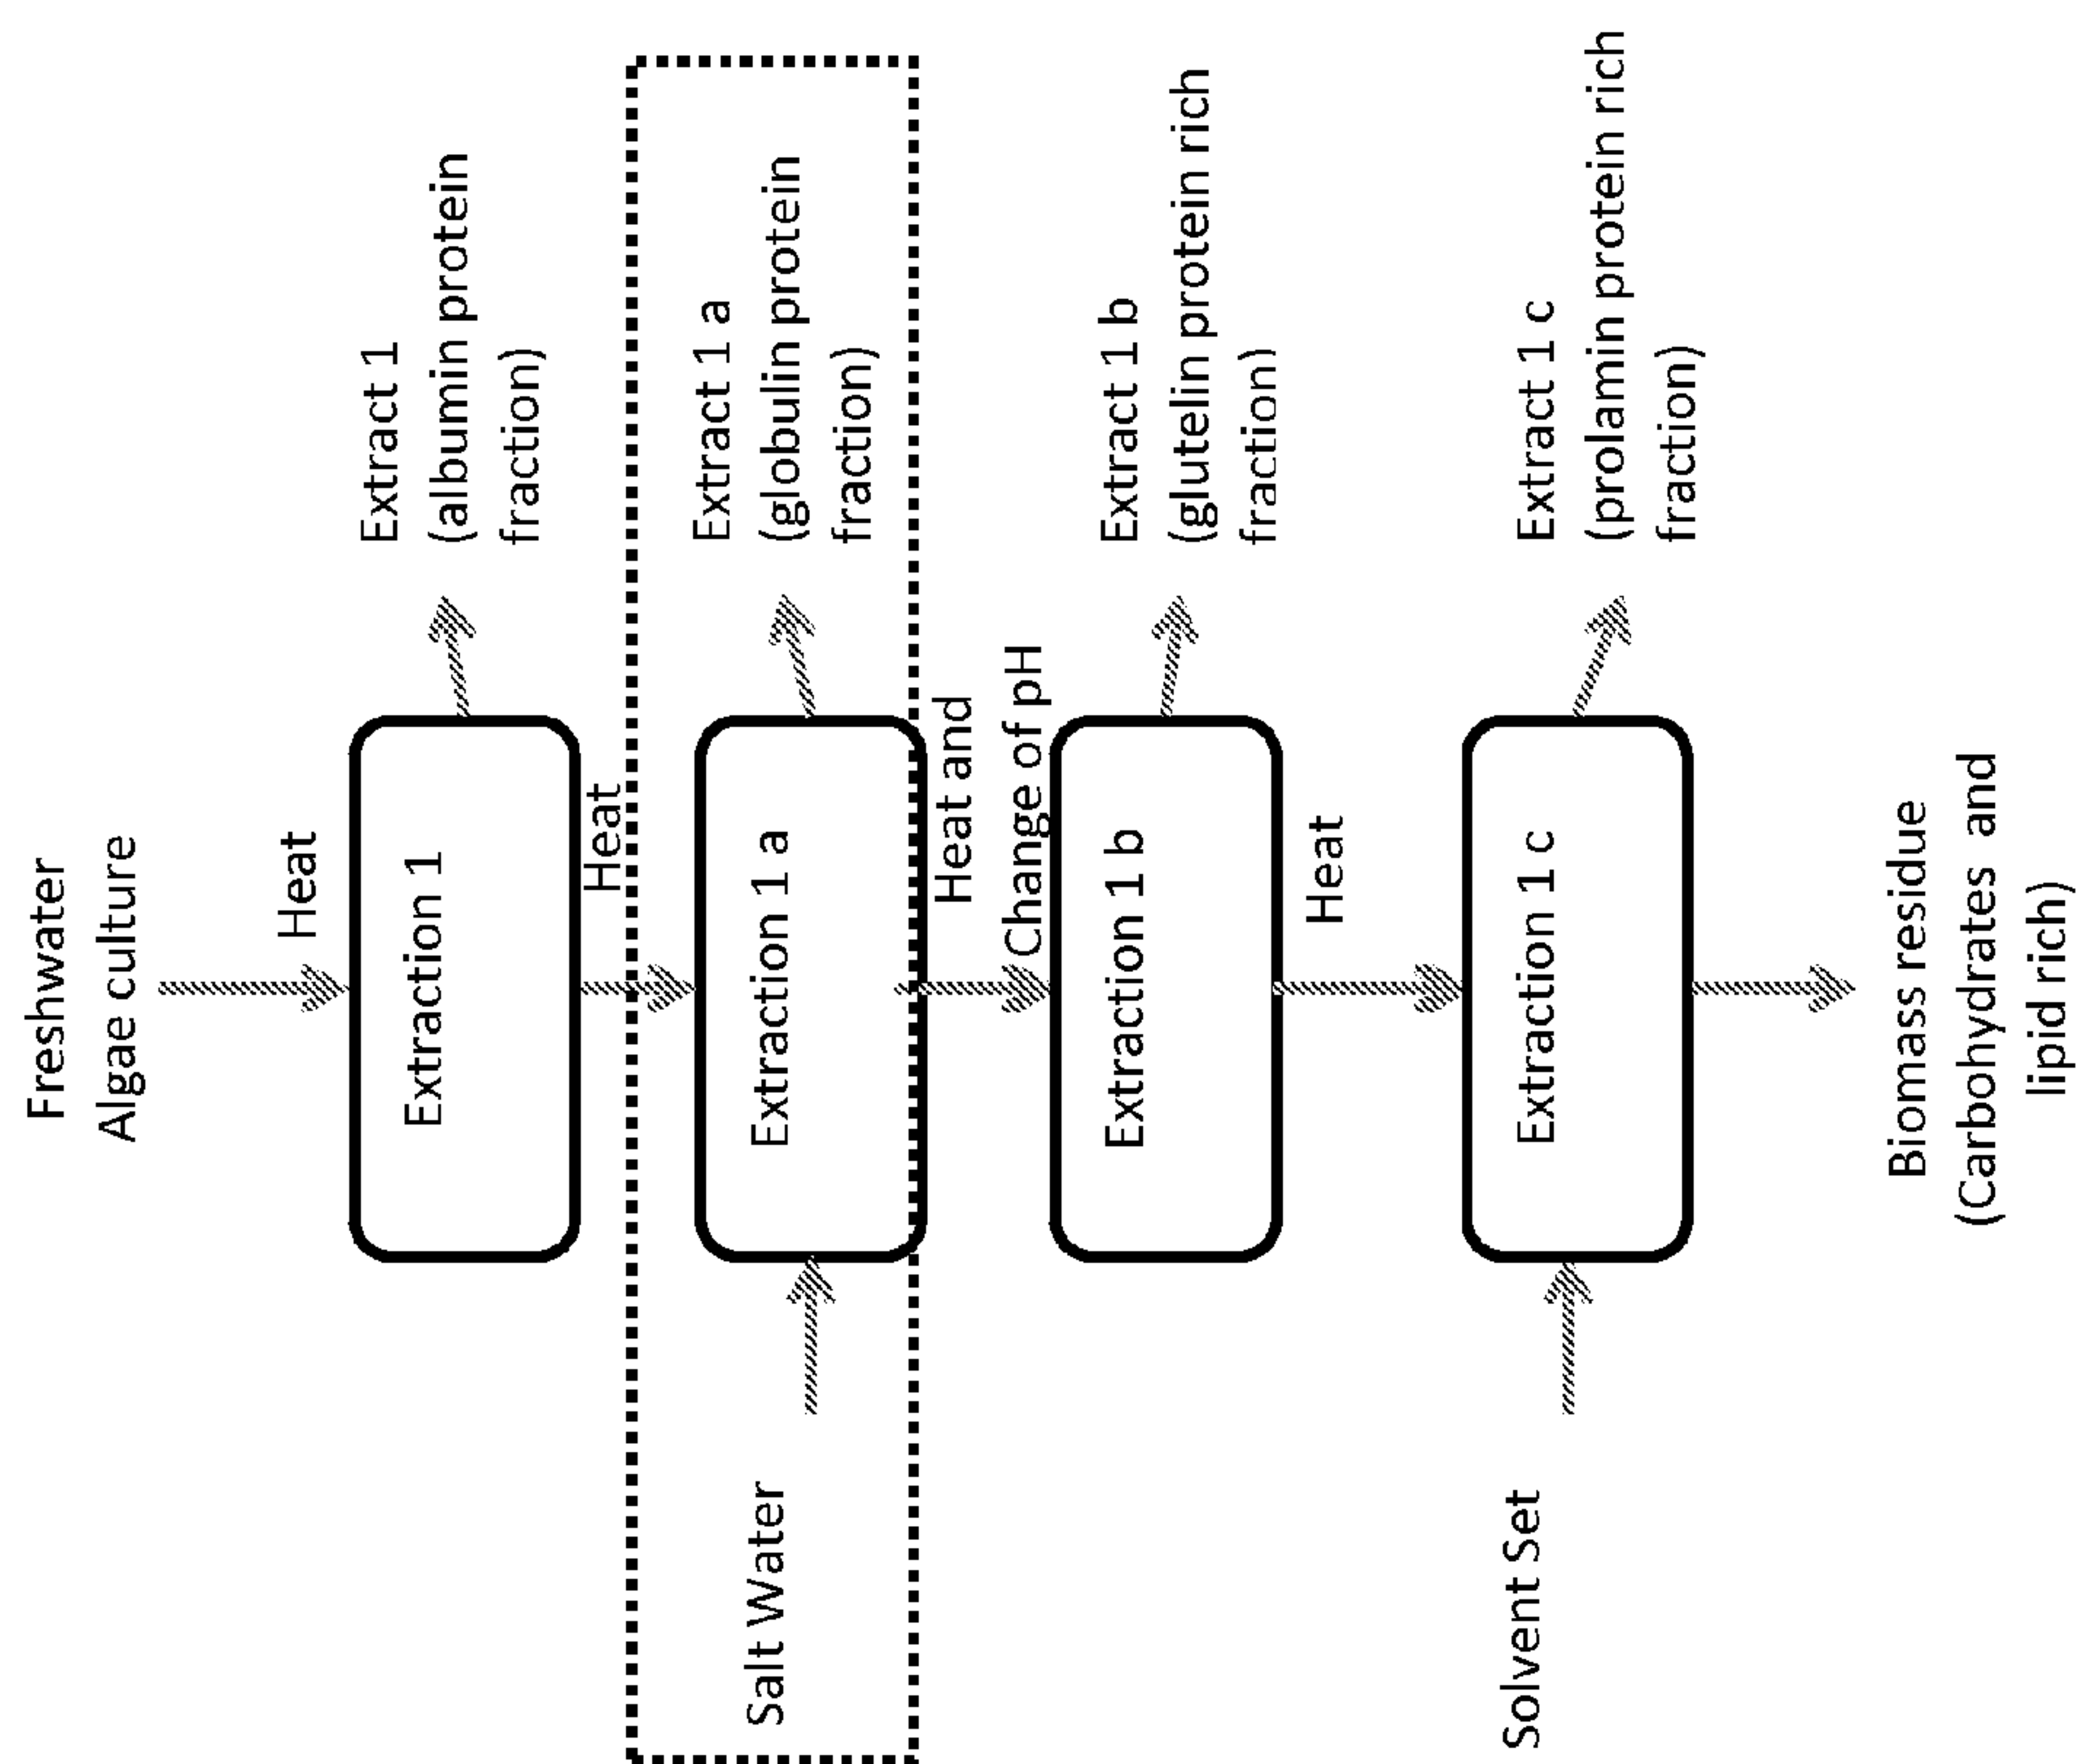 Freshwater
Algae culture
Heat
Extraction 1
Extract 1
(albumin protein
fraction)
Heat
Salt Water
Extraction 1 a
Extract 1 a
(globulin protein
fraction)
Heat and
Change of pH
Extraction 1 b
Extract 1 b
(glutelin protein rich
fraction)
Heat
Solvent Set
Extraction 1 c
Extract 1 c
(prolamin protein rich
fraction)
Biomass residue
(Carbohydrates and
lipid rich)